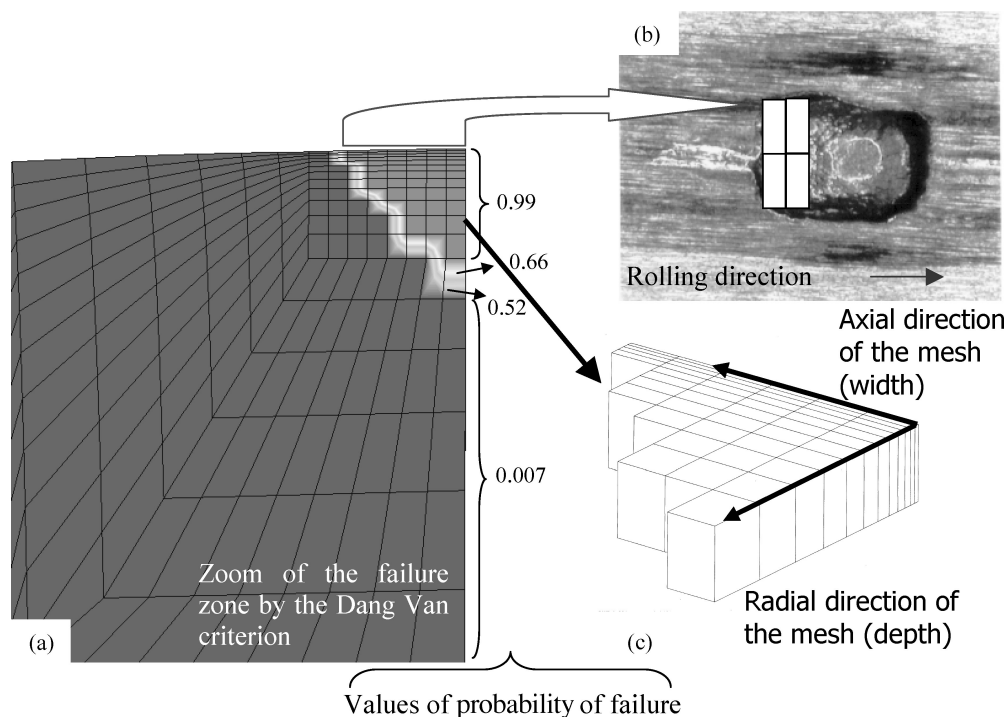 (b)
0.99
0.66
0.52
Rolling direction
Axial direction
of the mesh
(width)
0.007
Zoom of the failure
zone by the Dang Van
criterion
(a)
Radial direction of
the mesh (depth)
(c)
Values of probability of failure